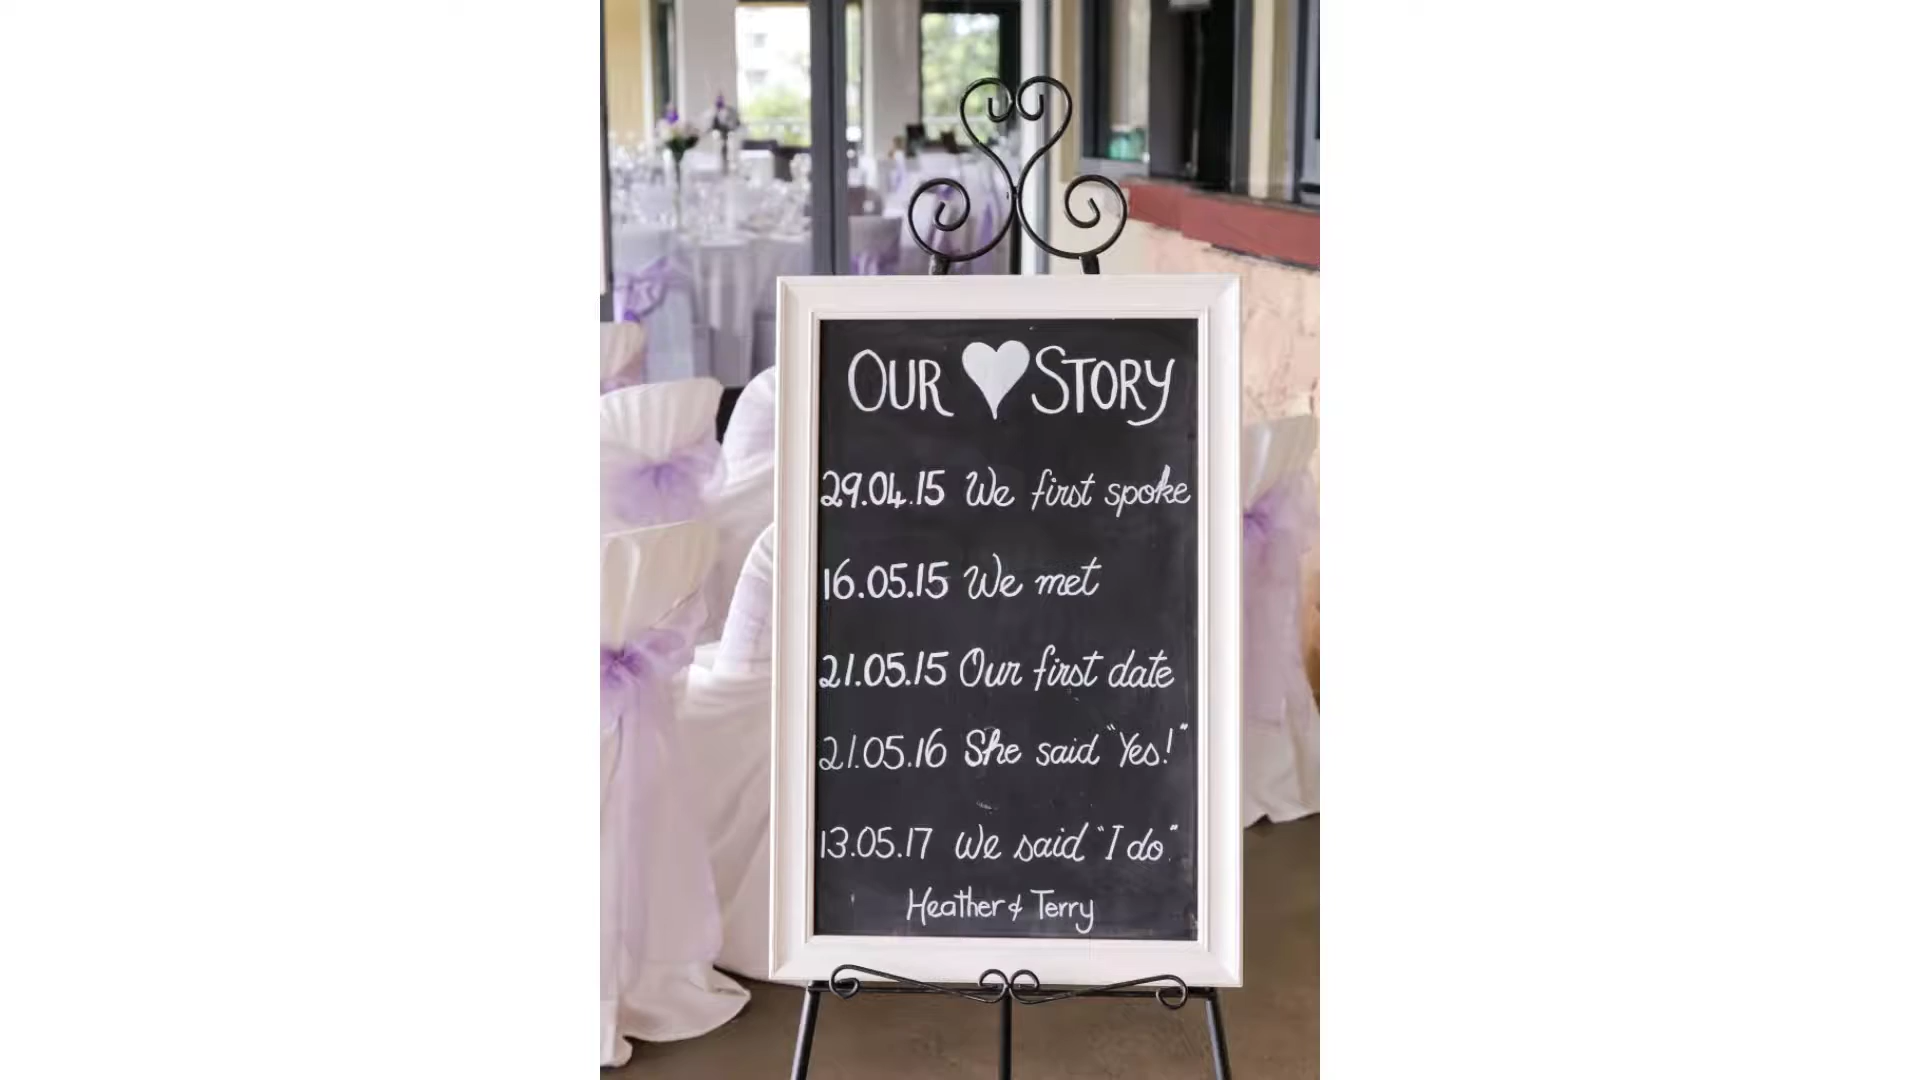 OUR STORY
29.04.15 We first spoke
16.05.15 We met
21.05.15 Our first date
21.05.16 She said "Yes!"
13.05.17 We said "I do"
Heather & Terry